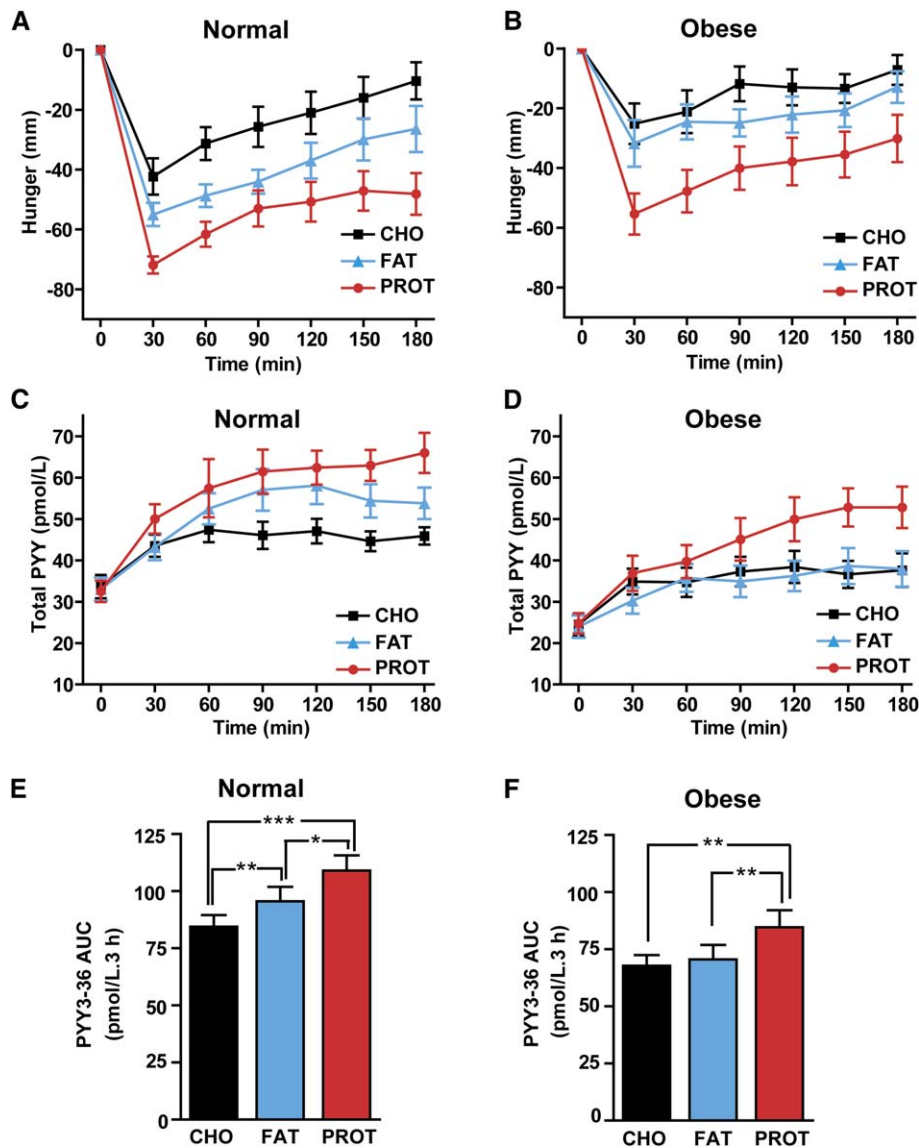 A
Normal
Hunger (mm)
0
-20
-40
-60
-80
CHO
FAT
PROT
0 30 60 90 120 150 180
Time (min)
B
Obese
Hunger (mm)
0
-20
-40
-60
-80
CHO
FAT
PROT
0 30 60 90 120 150 180
Time (min)
C
Normal
Total PYY (pmol/L)
70
60
50
40
30
20
10
CHO
FAT
PROT
0 30 60 90 120 150 180
Time (min)
D
Obese
Total PYY (pmol/L)
70
60
50
40
30
20
10
CHO
FAT
PROT
0 30 60 90 120 150 180
Time (min)
E
Normal
PYY3-36 AUC
(pmol/L.3 h)
125
100
75
50
25
0
***
**
*
CHO FAT PROT
F
Obese
PYY3-36 AUC
(pmol/L.3 h)
125
100
75
50
25
0
**
**
CHO FAT PROT